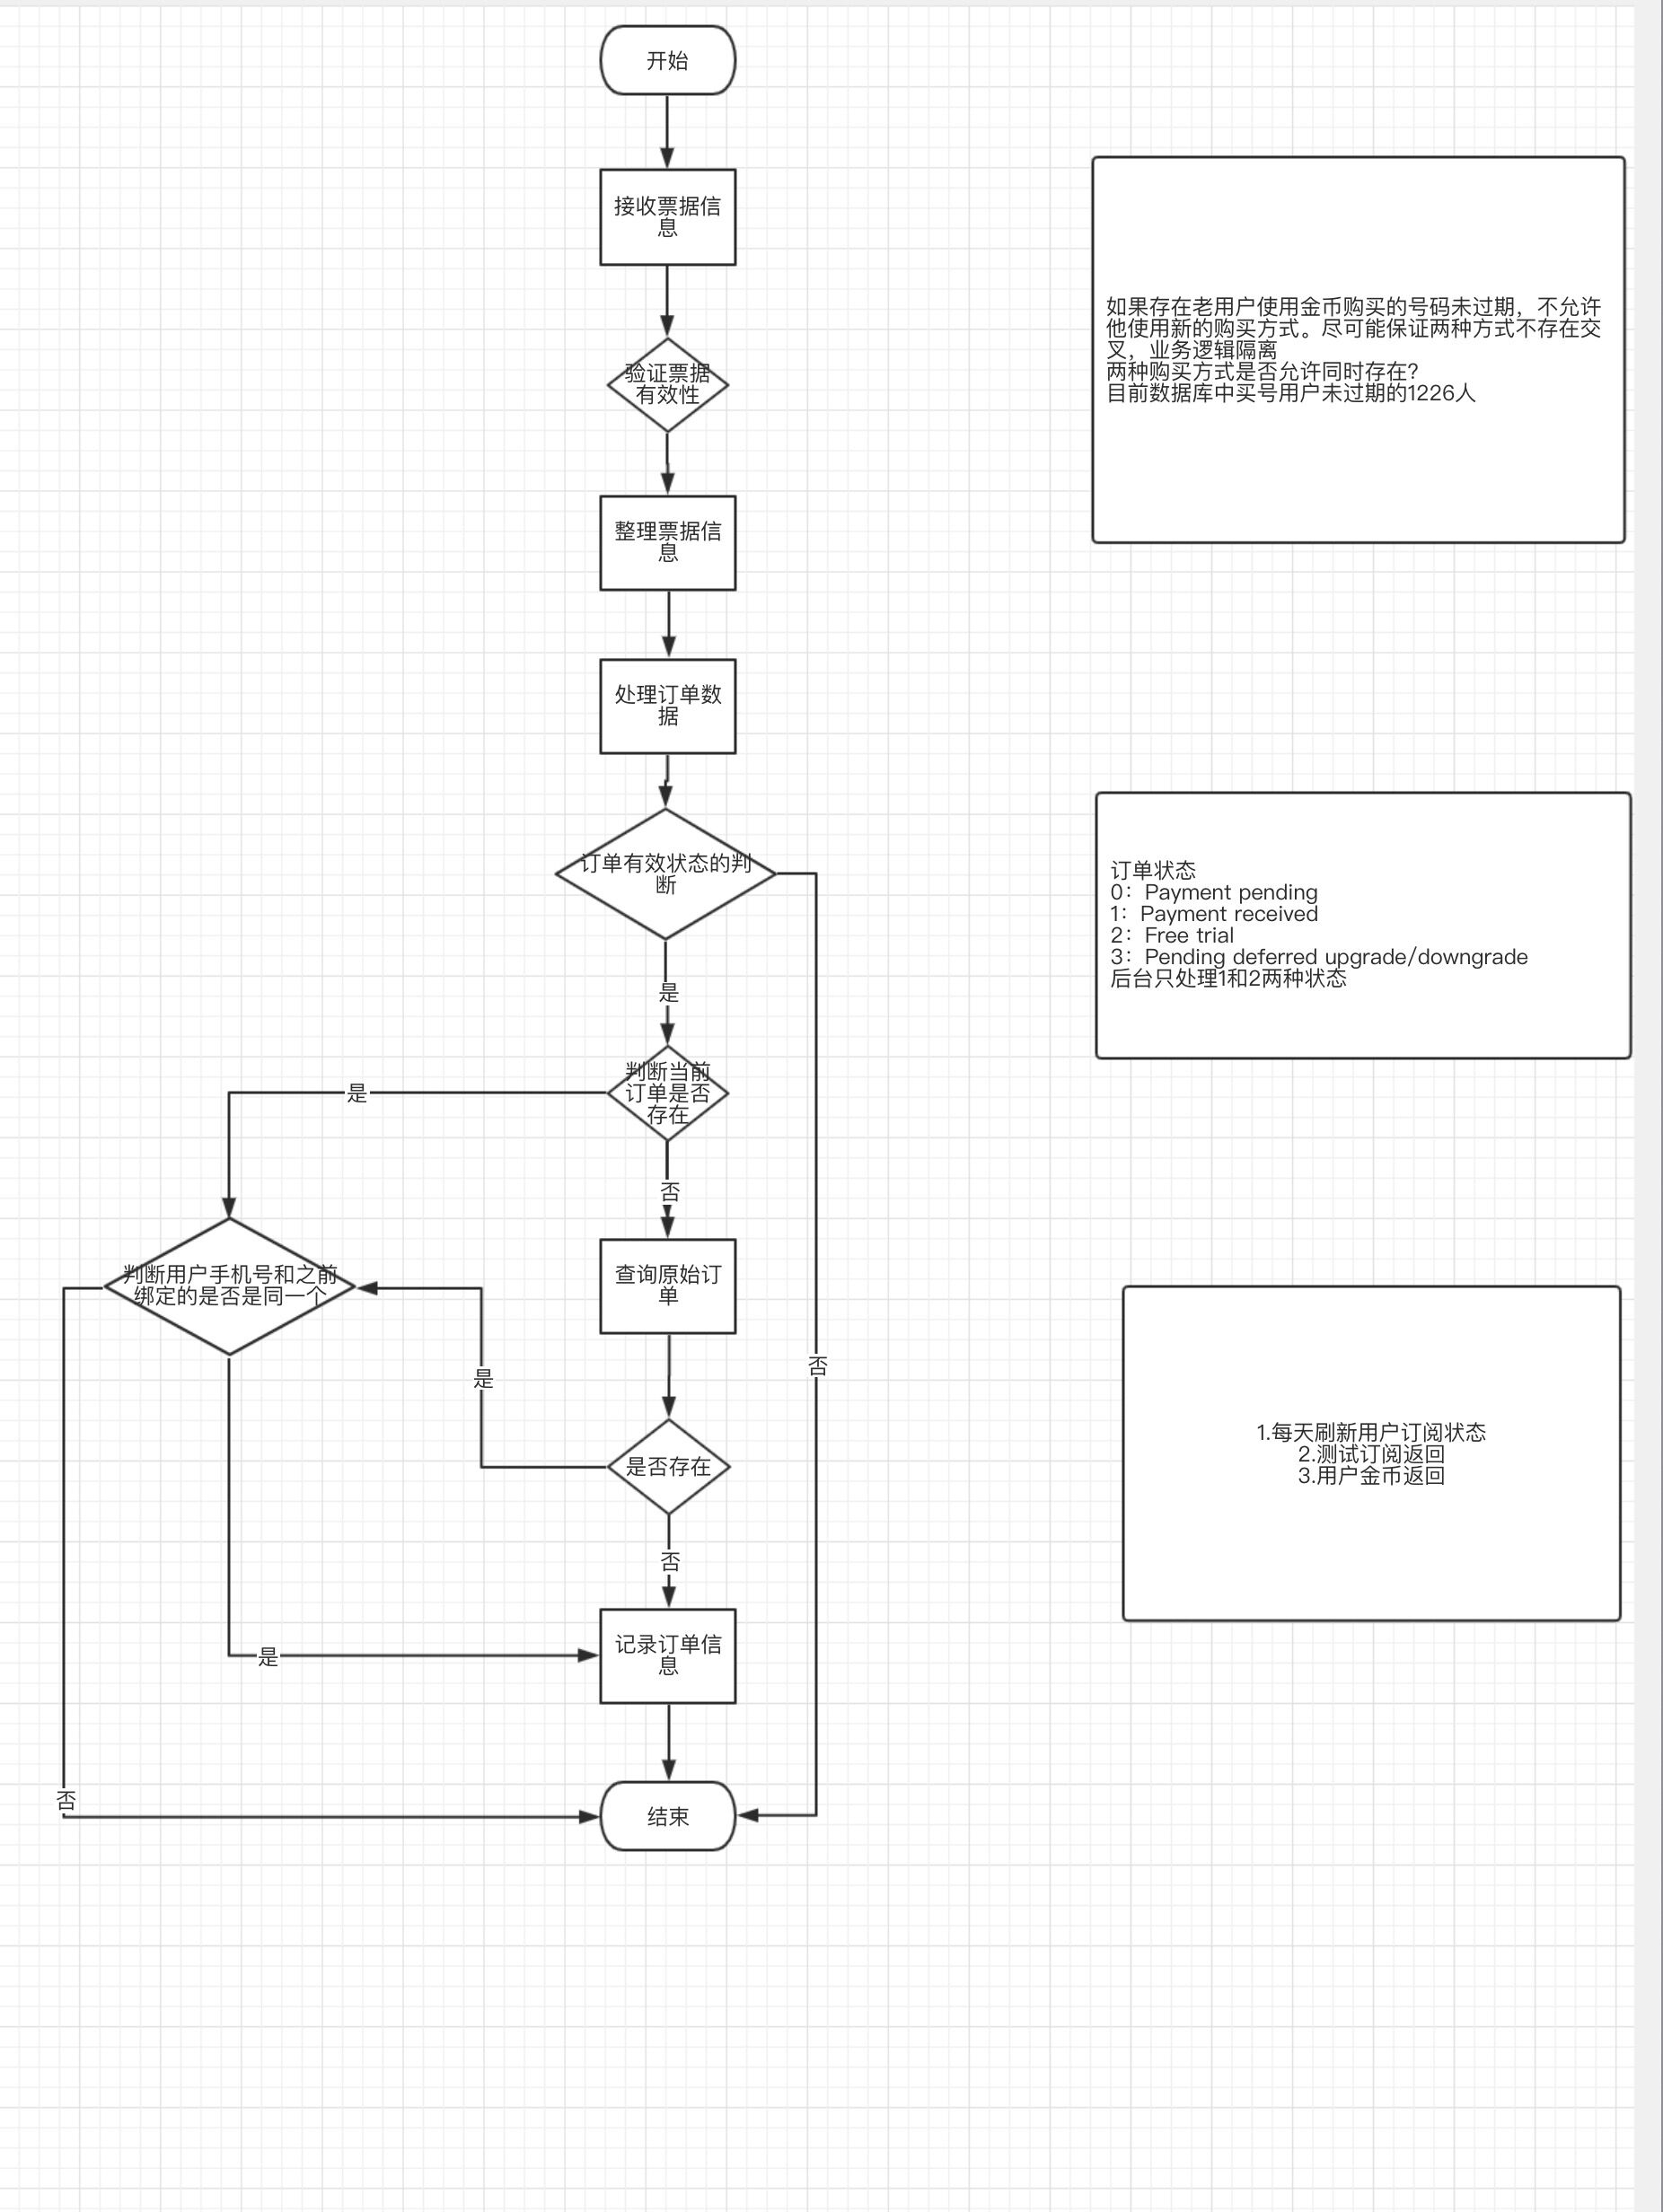 开始
接收票据信
息
验证票据
有效性
整理票据信
息
处理订单数
据
订单有效状态的判
断
是
判断当前
订单是否
存在
是
否
判断用户手机号和之前
绑定的是否是同一个
查询原始订
单
是
否
是否存在
否
记录订单信
息
是
否
结束
如果存在老用户使用金币购买的号码未过期，不允许
他使用新的购买方式。尽可能保证两种方式不存在交
叉，业务逻辑隔离
两种购买方式是否允许同时存在？
目前数据库中买号用户未过期的1226人
订单状态
0：Payment pending
1：Payment received
2：Free trial
3：Pending deferred upgrade/downgrade
后台只处理1和2两种状态
1.每天刷新用户订阅状态
2.测试订阅返回
3.用户金币返回